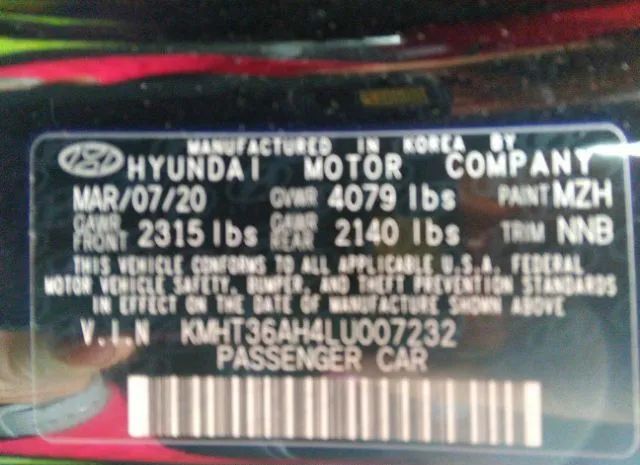 MANUFACTURED IN KOREA BY
HYUNDAI MOTOR COMPANY
MAR/07/20 GVWR 4079 lbs PAINT MZH
GAWR FRONT 2315 lbs GAWR REAR 2140 lbs TRIM NNB
THIS VEHICLE CONFORMS TO ALL APPLICABLE U.S.A. FEDERAL
MOTOR VEHICLE SAFETY, BUMPER, AND THEFT PREVENTION STANDARDS
IN EFFECT ON THE DATE OF MANUFACTURE SHOWN ABOVE
V.I.N KMHT36AH4LU007232
PASSENGER CAR